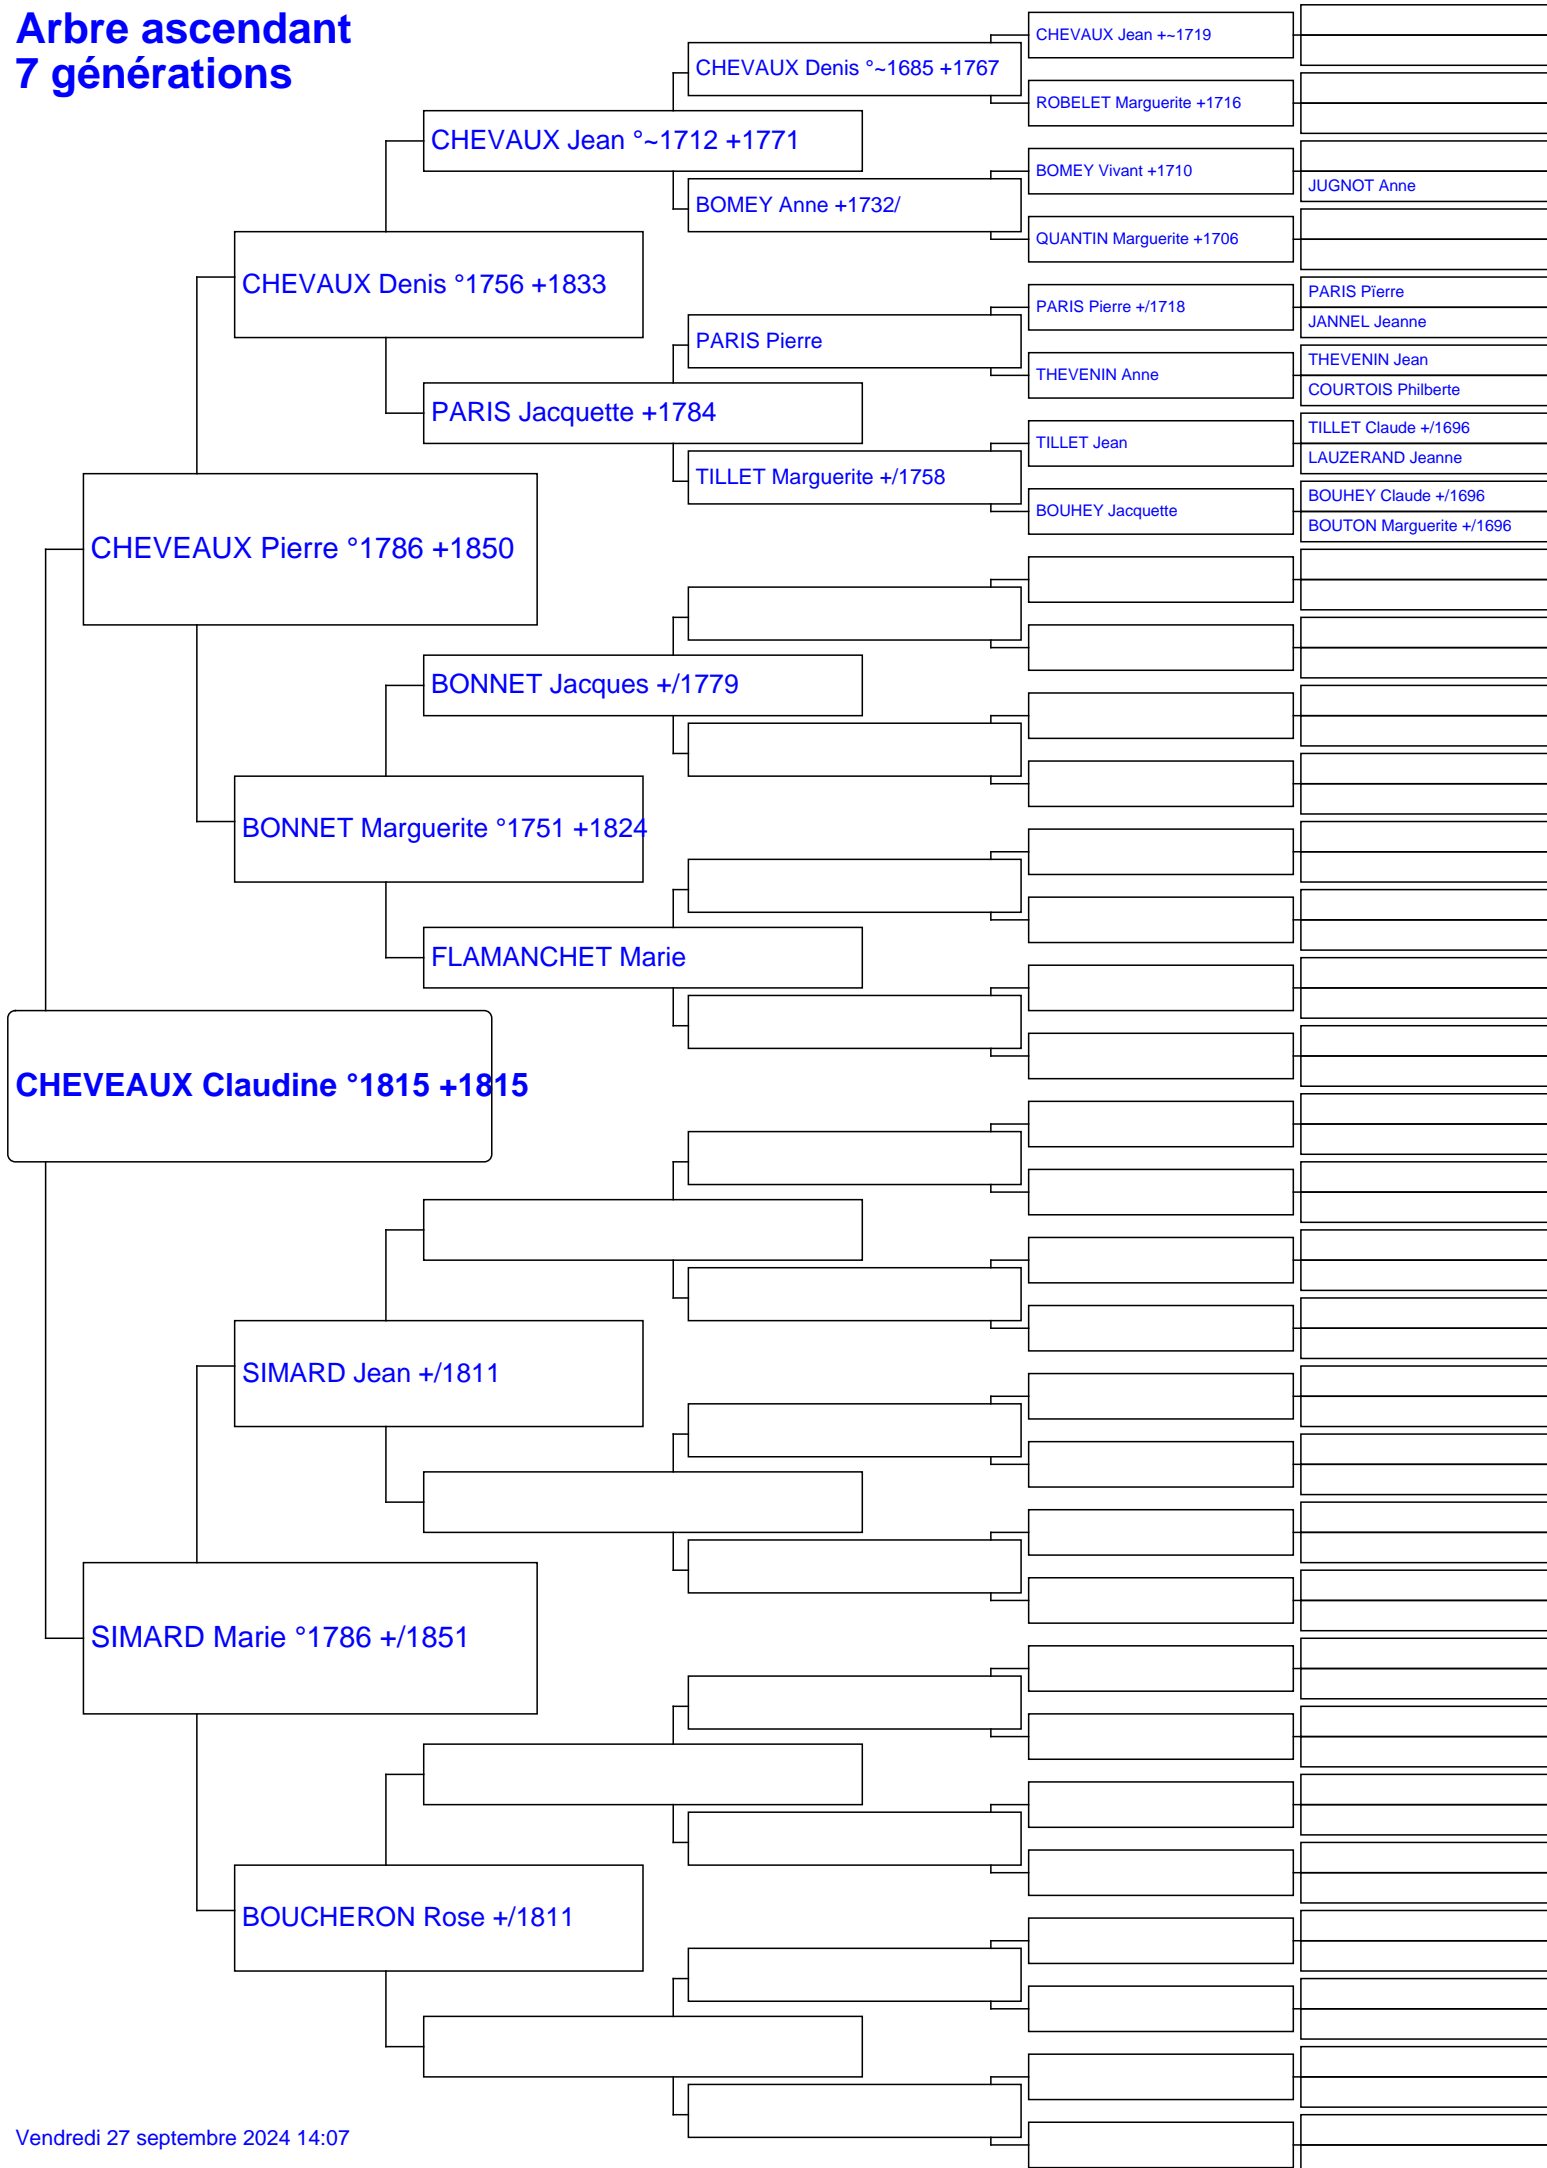 Arbre ascendant
7 générations
CHEVEAUX Claudine °1815 +1815
CHEVEAUX Pierre °1786 +1850
SIMARD Marie °1786 +/1851
CHEVAUX Denis °1756 +1833
BONNET Marguerite °1751 +1824
SIMARD Jean +/1811
BOUCHERON Rose +/1811
CHEVAUX Jean °~1712 +1771
PARIS Jacquette +1784
BONNET Jacques +/1779
FLAMANCHET Marie
CHEVAUX Denis °~1685 +1767
BOMEY Anne +1732/
PARIS Pierre
TILLET Marguerite +/1758
CHEVAUX Jean +~1719
ROBELET Marguerite +1716
BOMEY Vivant +1710
QUANTIN Marguerite +1706
PARIS Pierre +/1718
THEVENIN Anne
TILLET Jean
BOUHEY Jacquette
JUGNOT Anne
PARIS Pïerre
JANNEL Jeanne
THEVENIN Jean
COURTOIS Philberte
TILLET Claude +/1696
LAUZERAND Jeanne
BOUHEY Claude +/1696
BOUTON Marguerite +/1696
Vendredi 27 septembre 2024 14:07